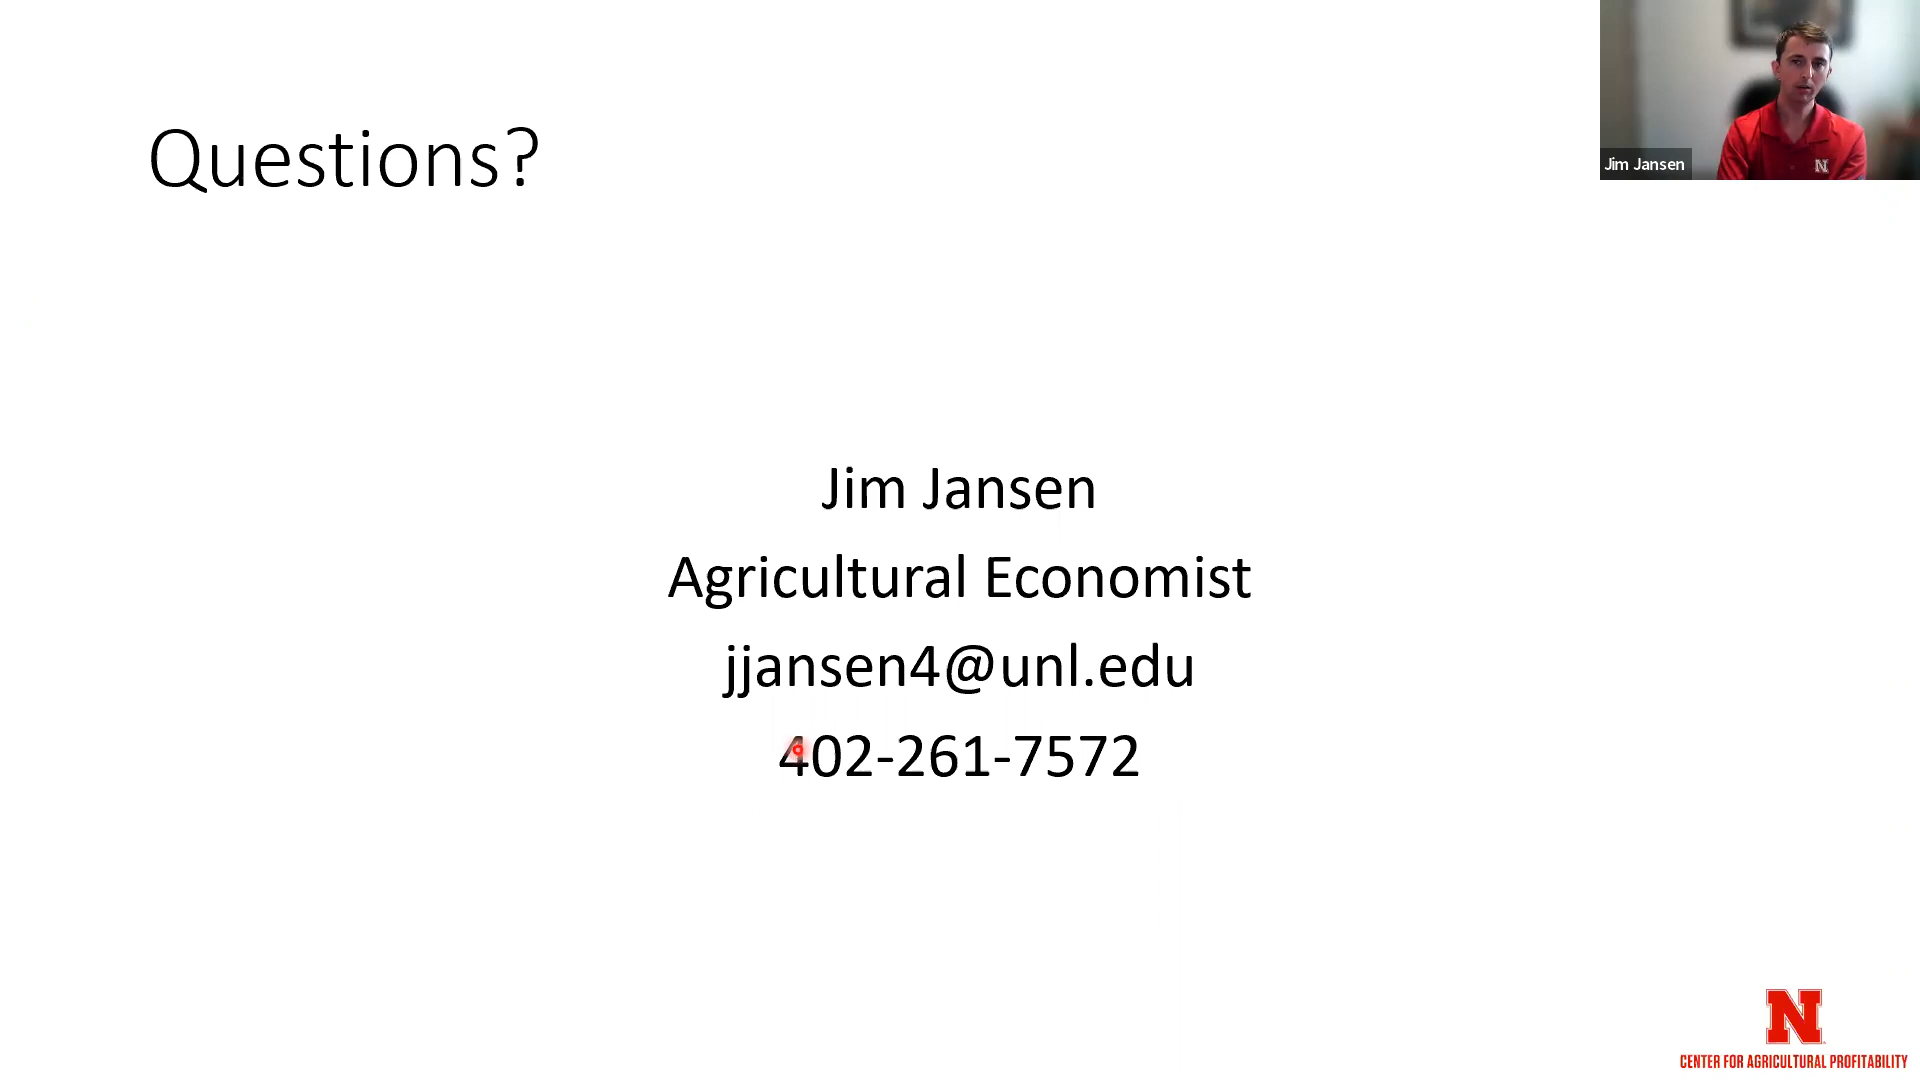 Jim Jansen
N
Questions?
Jim Jansen
Agricultural Economist
jjansen4@unl.edu
402-261-7572
N
CENTER FOR AGRICULTURAL PROFITABILITY